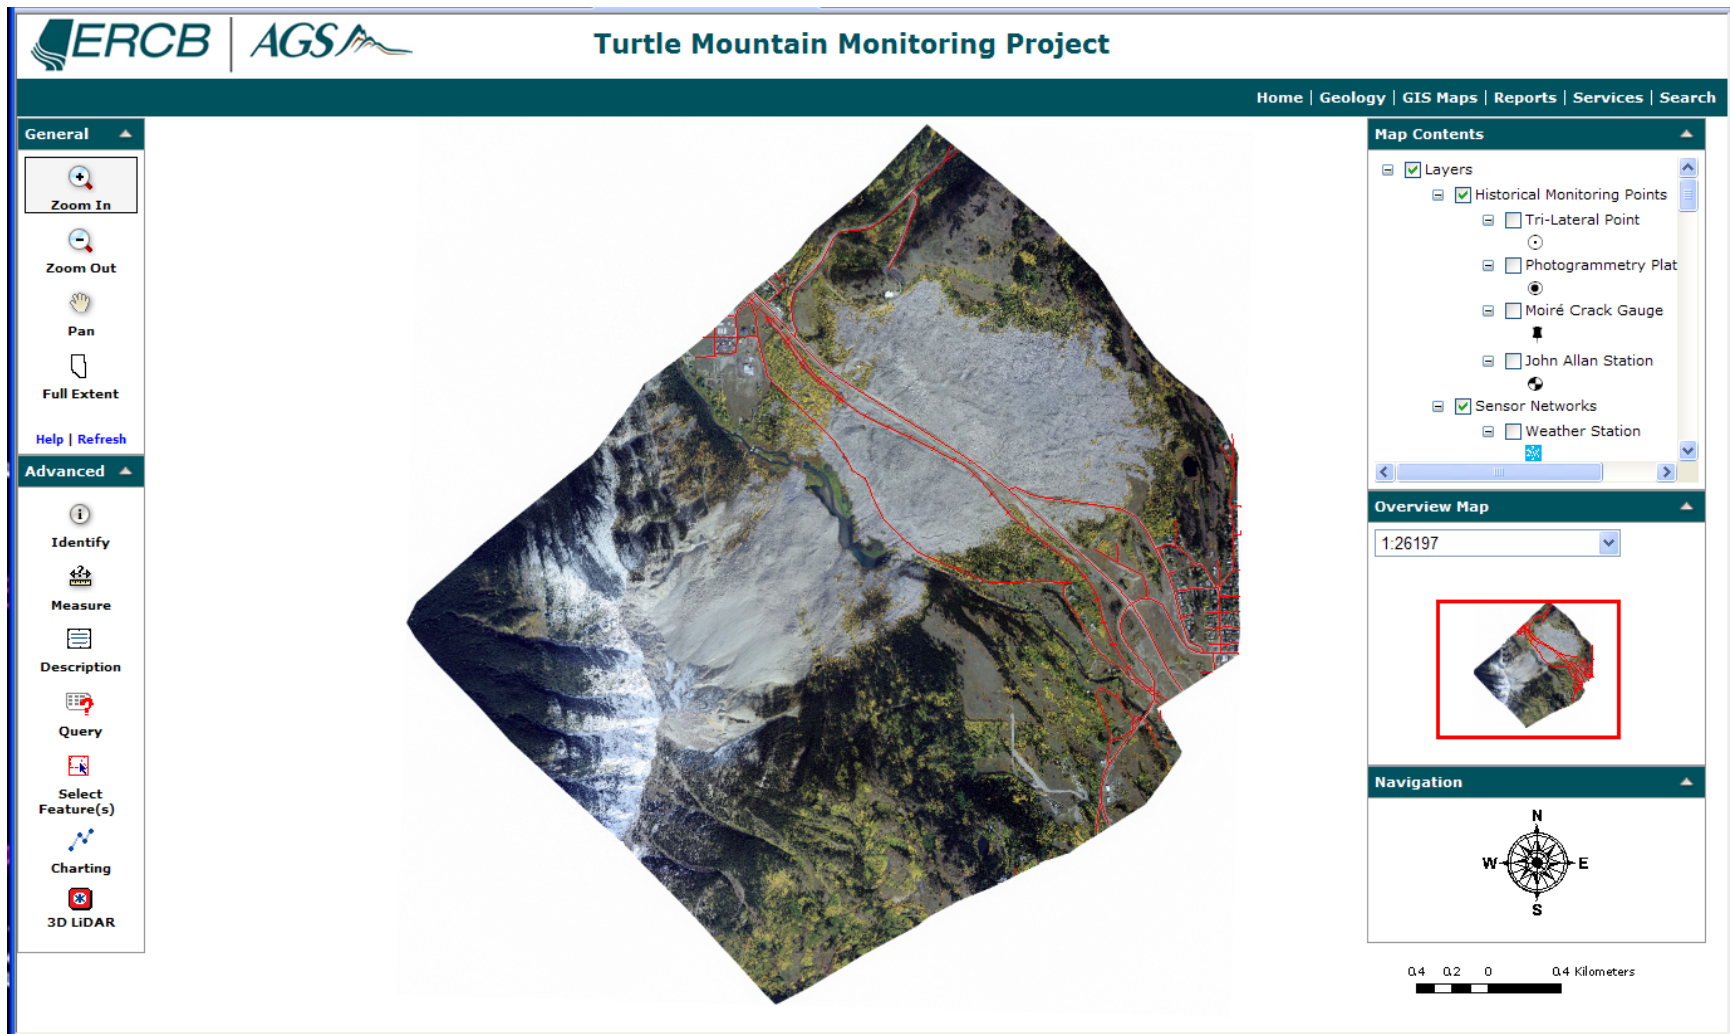 ERCB AGS
Turtle Mountain Monitoring Project
Home | Geology | GIS Maps | Reports | Services | Search
General
Zoom In
Zoom Out
Pan
Full Extent
Help | Refresh
Advanced
Identify
Measure
Description
Query
Select
Feature(s)
Charting
3D LiDAR
Map Contents
Layers
Historical Monitoring Points
Tri-Lateral Point
Photogrammetry Plat
Moiré Crack Gauge
John Allan Station
Sensor Networks
Weather Station
Overview Map
1:26197
Navigation
N
W E
S
0.4 0.2 0 0.4 Kilometers